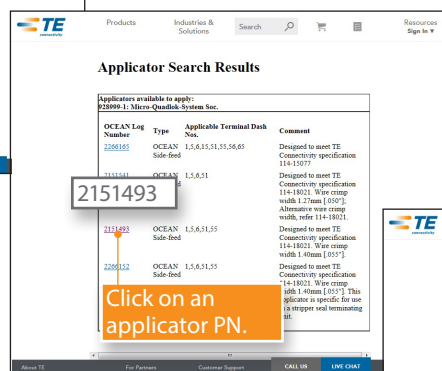 TE
connectivity
Products
Industries &
Solutions
Search
Resources
Sign In ▼
Applicator Search Results
Applicators available to apply:
928999-1: Micro-Quadlok-System Soc.
OCEAN Log
Number
Type
Applicable Terminal Dash
Nos.
Comment
2266165
OCEAN
Side-feed
1,5,6,15,51,55,56,65
Designed to meet TE
Connectivity specification
114-15077
2151541
OCEAN
1,5,6,51
Designed to meet TE
Connectivity specification
114-18021. Wire crimp
width 1.27mm [.050"];
Alternative wire crimp
width, refer 114-18021.
2151493
2151493
OCEAN
Side-feed
1,5,6,51,55
Designed to meet TE
Connectivity specification
114-18021. Wire crimp
width 1.40mm [.055"].
2266152
OCEAN
Side-feed
1,5,6,51,55
Designed to meet TE
Connectivity specification
114-18021. Wire crimp
width 1.40mm [.055"]. This
applicator is specific for use
in a stripper seal terminating
unit.
Click on an
applicator PN.
About TE
For Partners
Customer Support
CALL US
LIVE CHAT
TE
connectivity